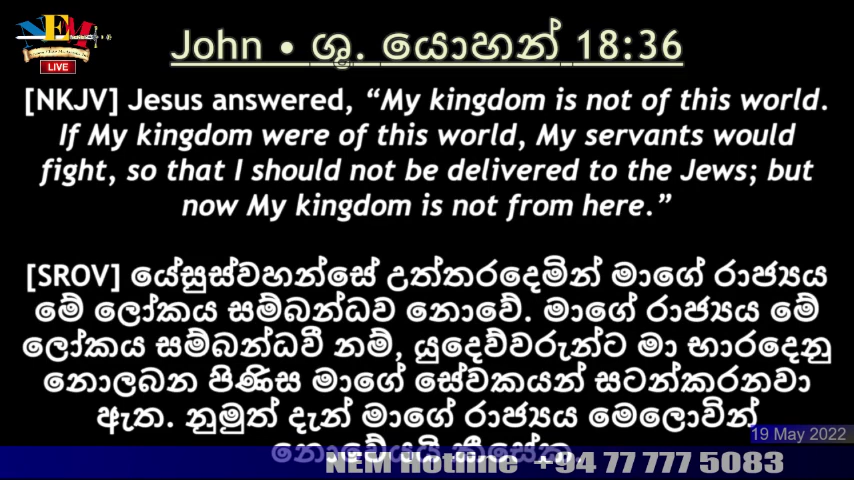 NEM
LIVE
John • ශු. යොහන් 18:36
[NKJV] Jesus answered, “My kingdom is not of this world.
If My kingdom were of this world, My servants would
fight, so that I should not be delivered to the Jews; but
now My kingdom is not from here.”
[SROV] යේසුස්වහන්සේ උත්තරදෙමින් මාගේ රාජ්‍යය
මේ ලෝකය සම්බන්ධව නොවේ. මාගේ රාජ්‍යය මේ
ලෝකය සම්බන්ධවී නම්, යුදෙව්වරුන්ට මා භාරදෙනු
නොලබන පිණිස මාගේ සේවකයන් සටන්කරනවා
ඇත. නුමුත් දැන් මාගේ රාජ්‍යය මෙලොවින්
නොවේයයි කීසේක.
19 May 2022
NEM Hotline +94 77 777 5083